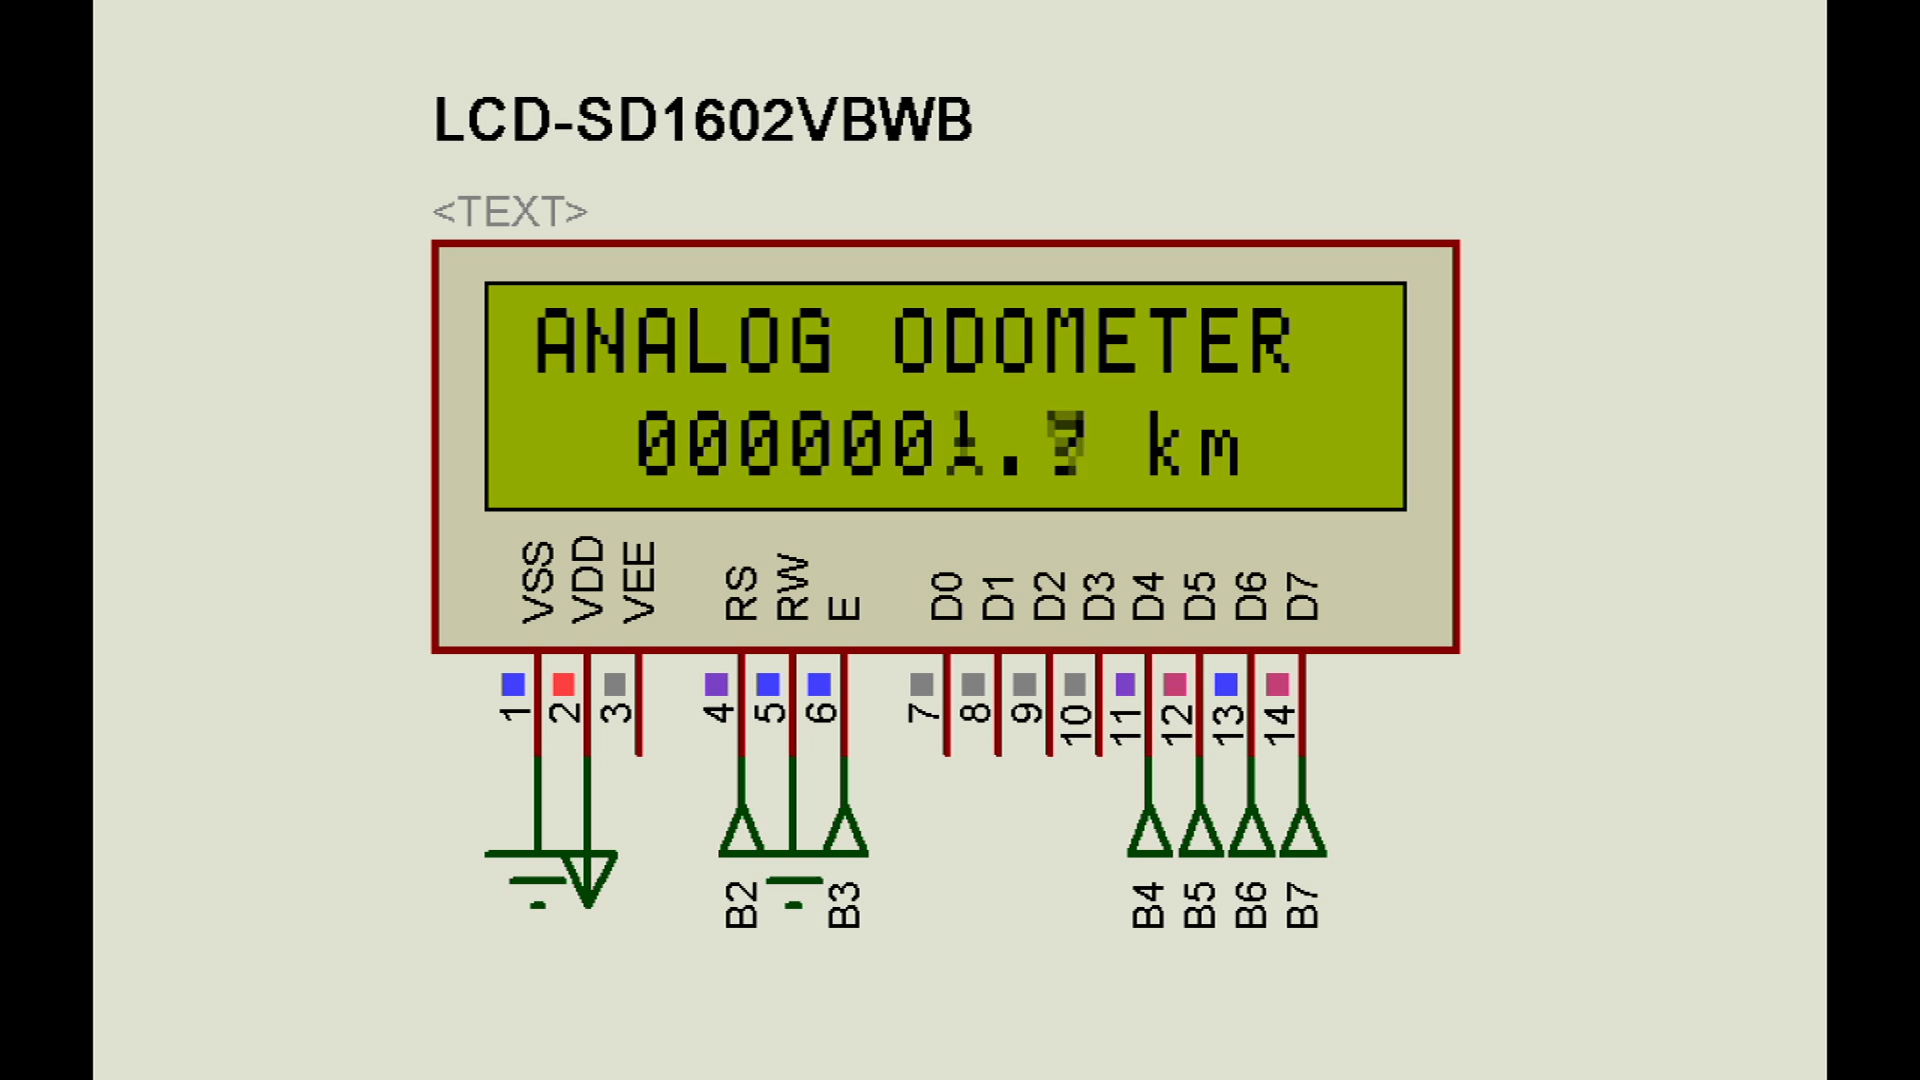 LCD-SD1602VBWB
<TEXT>
ANALOG ODOMETER
km
VSS VDD VEE RS RW E D0 D1 D2 D3 D4 D5 D6 D7
1 2 3 4 5 6 7 8 9 10 11 12 13 14
B2 B3 B4 B5 B6 B7